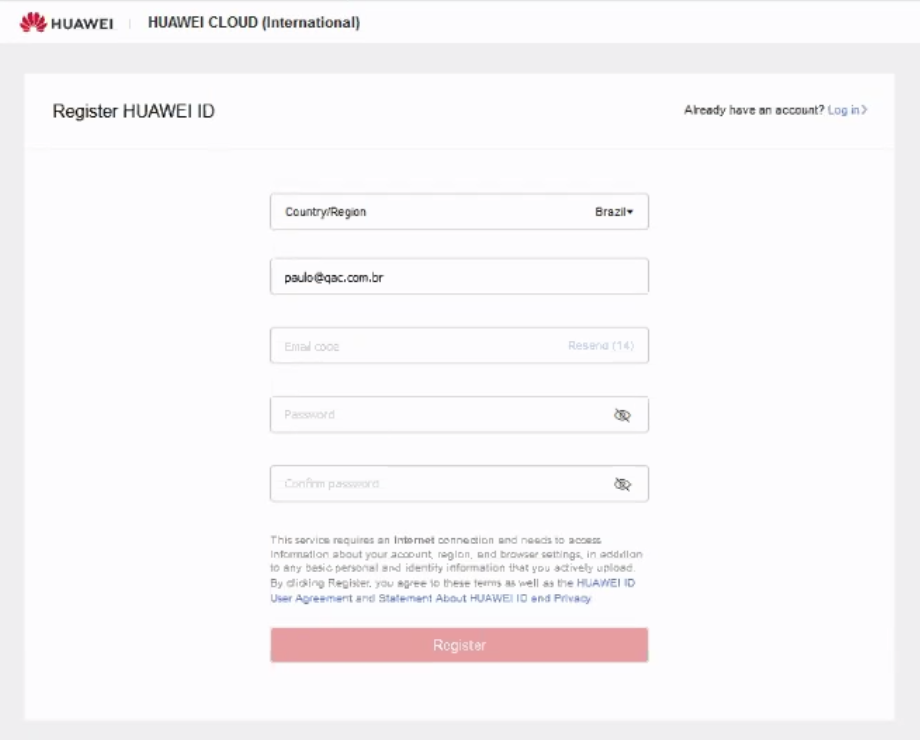 HUAWEI HUAWEI CLOUD (International)
Register HUAWEI ID
Already have an account? Log in >
Country/Region Brazil
paulo@qac.com.br
Email code Resend (14)
Password
Confirm password
This service requires an Internet connection and needs to access
information about your account, region, and browser settings, in addition
to any basic personal and identity information that you actively upload.
By clicking Register, you agree to these terms as well as the HUAWEI ID
User Agreement and Statement About HUAWEI ID and Privacy
Register